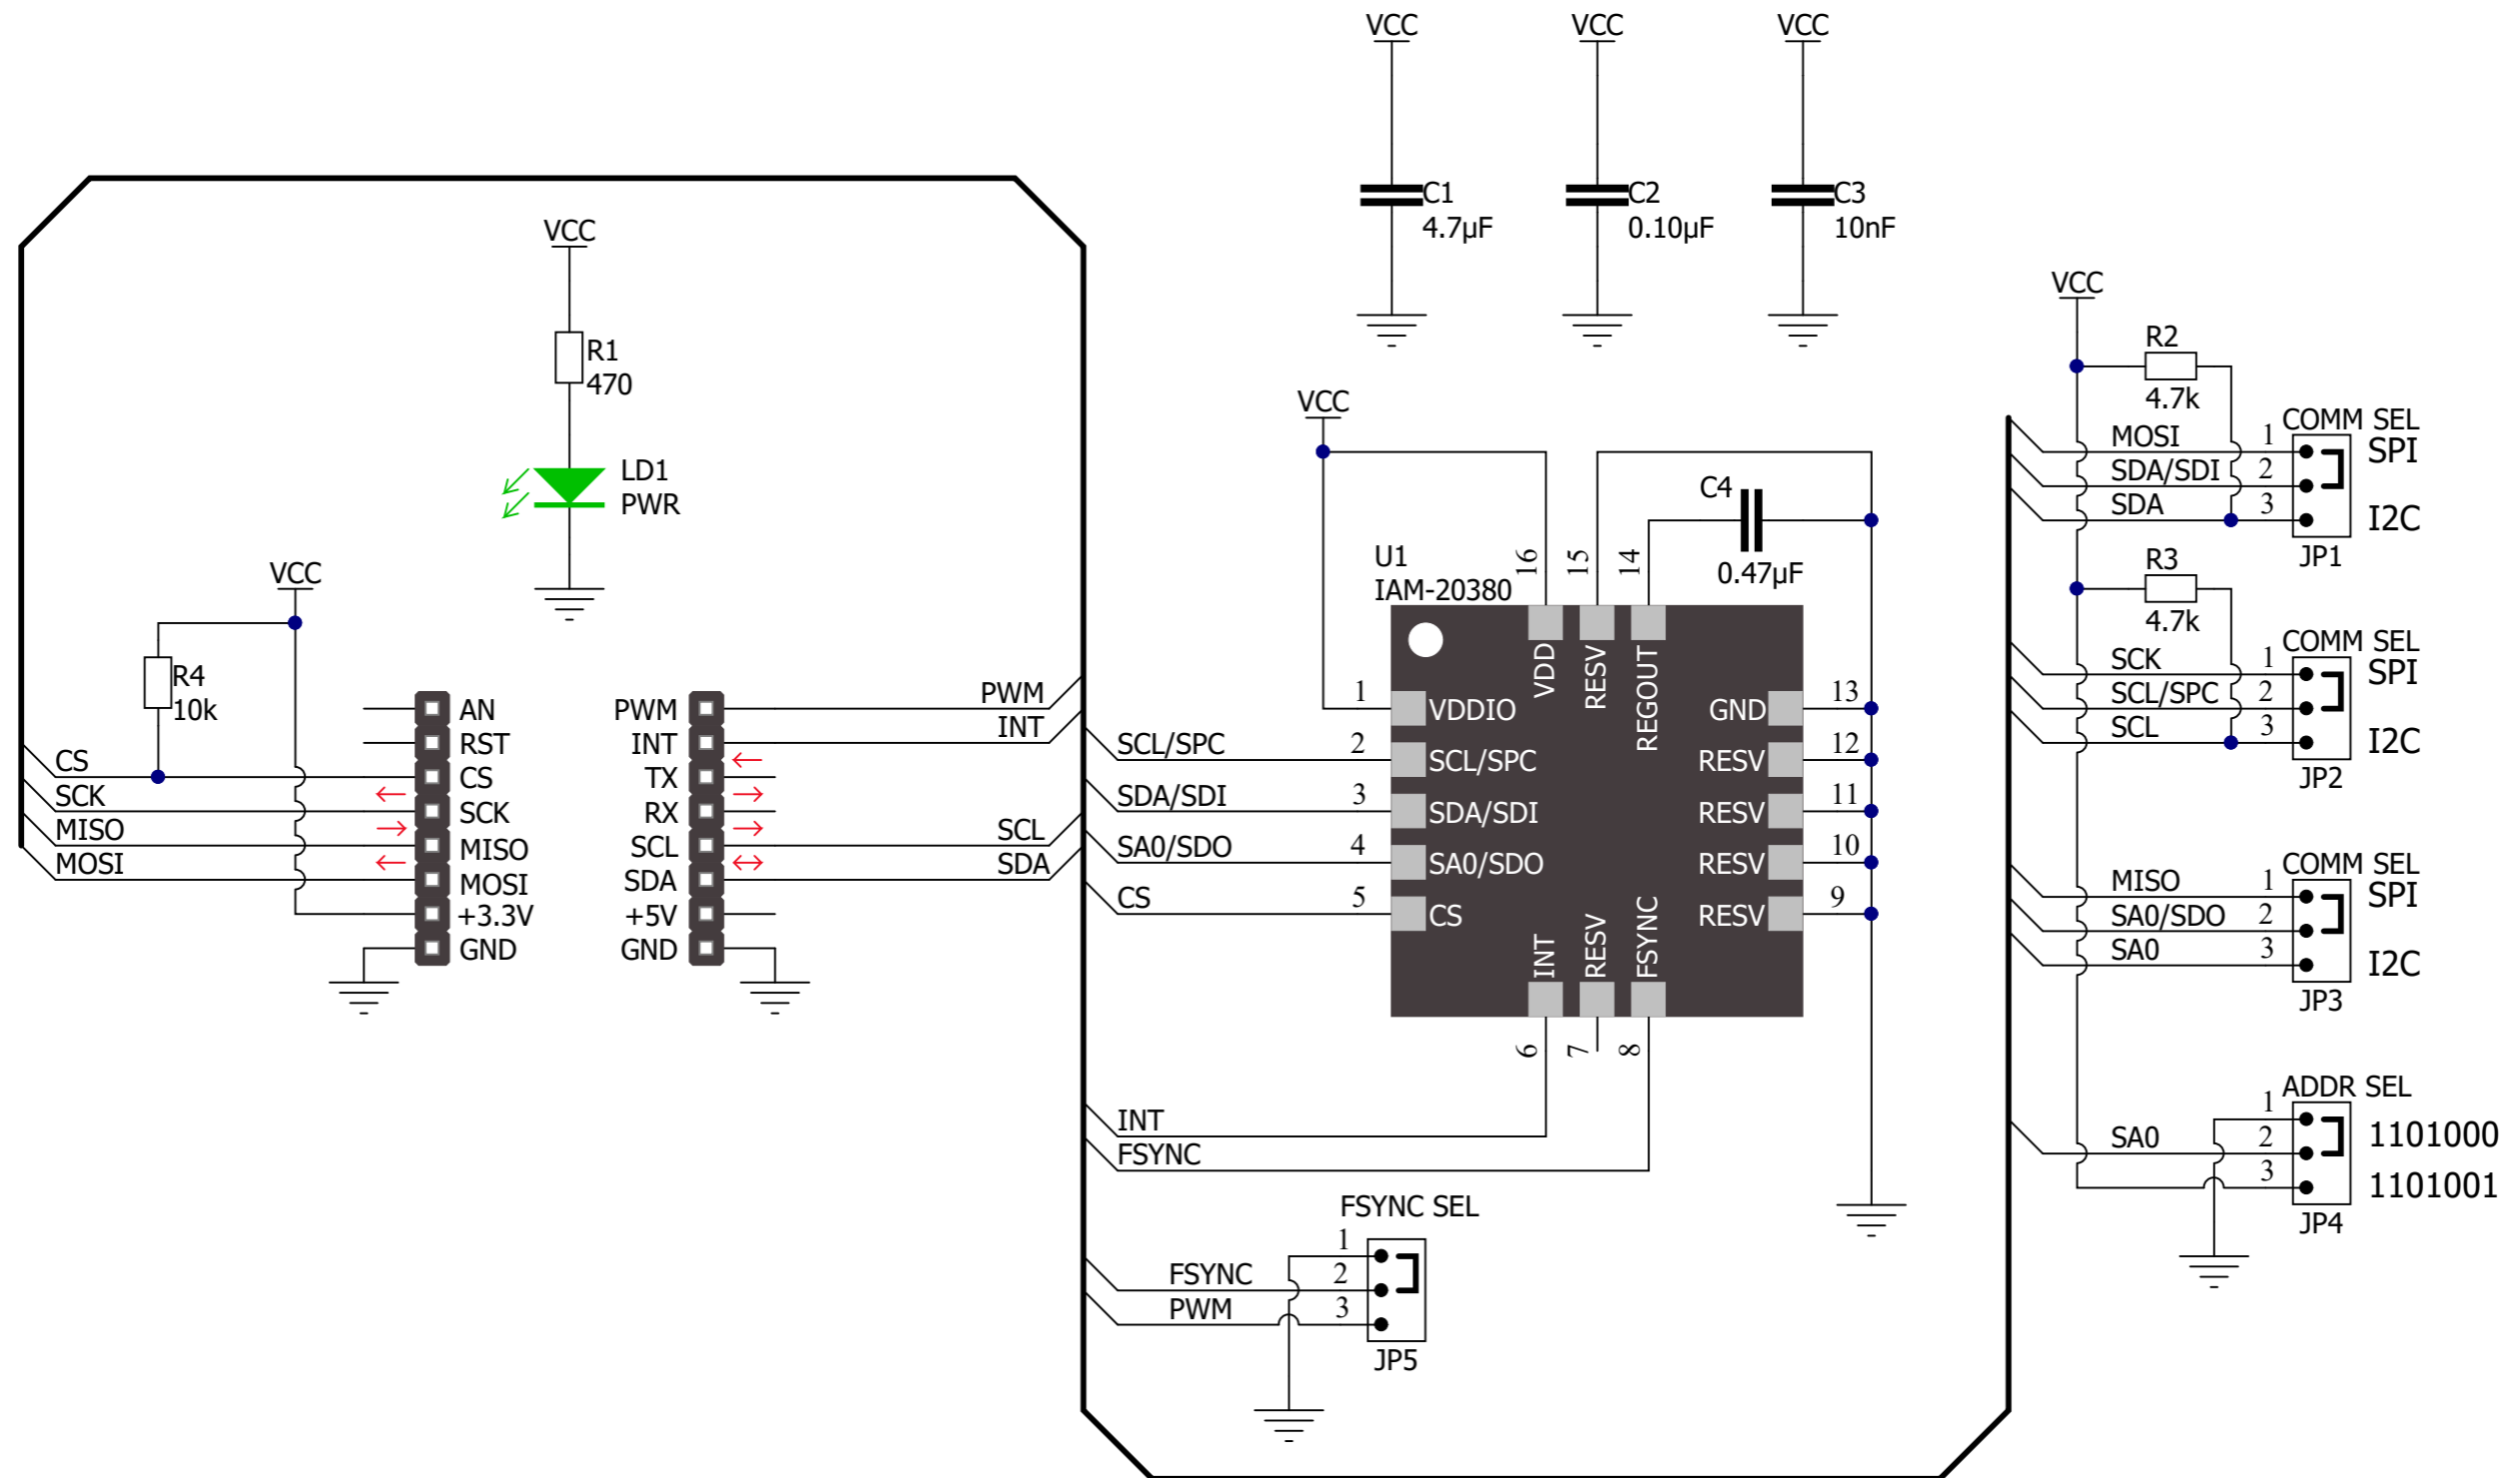 VCC
VCC
VCC
C1
4.7µF
C2
0.10µF
C3
10nF
VCC
R1
470
LD1
PWR
VCC
R4
10k
AN
RST
CS
SCK
MISO
MOSI
+3.3V
GND
CS
SCK
MISO
MOSI
PWM
INT
TX
RX
SCL
SDA
+5V
GND
PWM
INT
SCL
SDA
SCL/SPC
SDA/SDI
SA0/SDO
CS
INT
FSYNC
VCC
U1
IAM-20380
C4
0.47µF
16
15
14
VDD
RESV
REGOUT
1
2
3
4
5
VDDIO
SCL/SPC
SDA/SDI
SA0/SDO
CS
GND
RESV
RESV
RESV
RESV
13
12
11
10
9
INT
RESV
FSYNC
6
7
8
FSYNC SEL
1
FSYNC 2
PWM 3
JP5
VCC
R2
4.7k
COMM SEL
MOSI 1 SPI
SDA/SDI 2
SDA 3 I2C
JP1
R3
4.7k
COMM SEL
SCK 1 SPI
SCL/SPC 2
SCL 3 I2C
JP2
COMM SEL
MISO 1 SPI
SA0/SDO 2
SA0 3 I2C
JP3
ADDR SEL
1 1101000
SA0 2
3 1101001
JP4